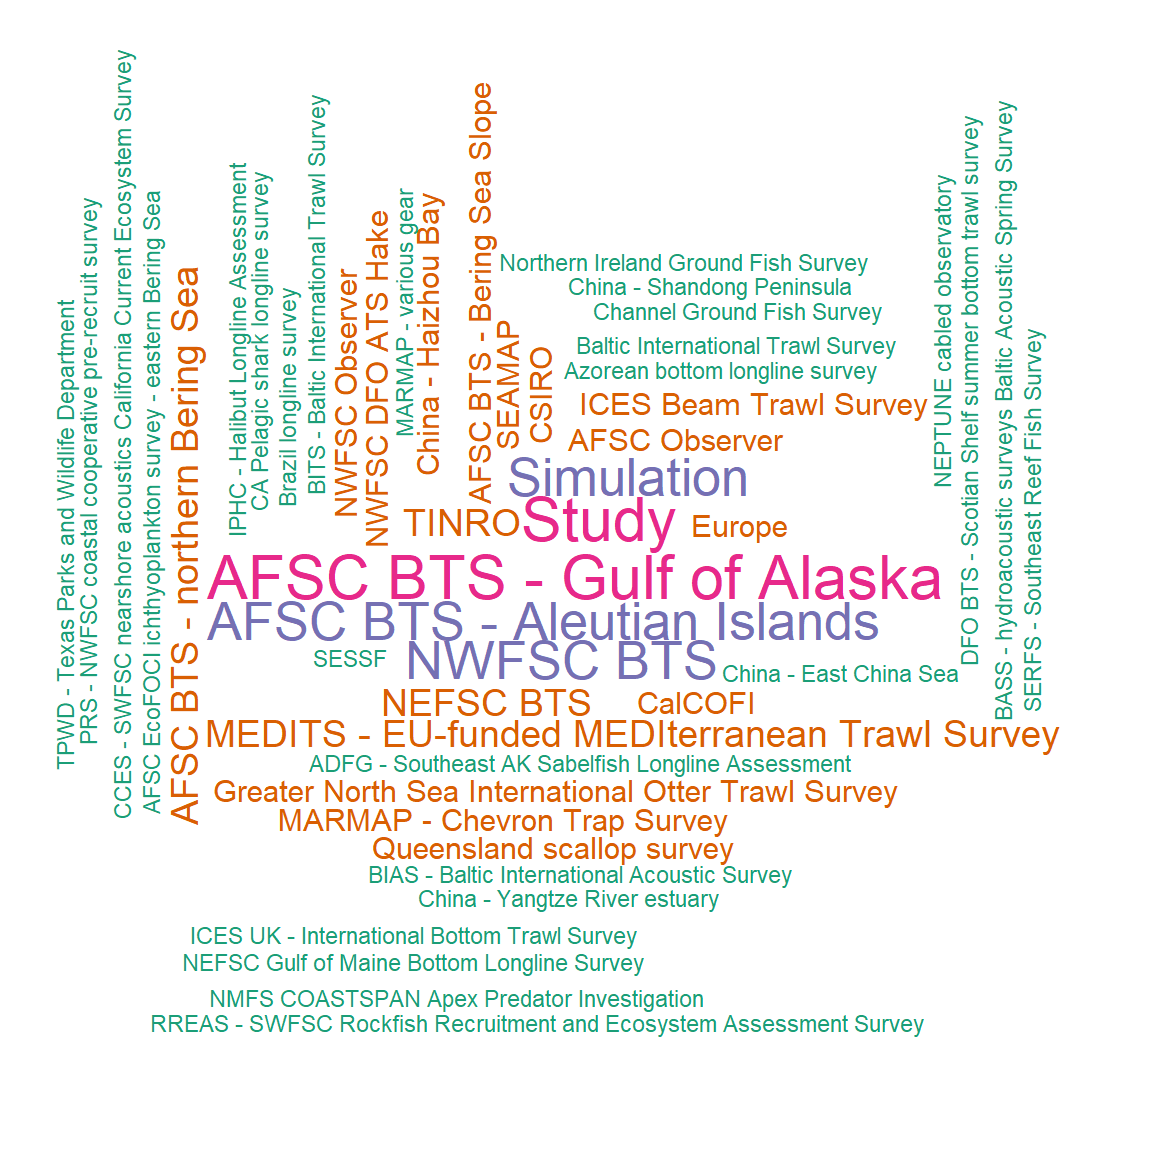 TPWD - Texas Parks and Wildlife Department
PRS - NWFSC coastal cooperative pre-recruit survey
CCES - SWFSC nearshore acoustics California Current Ecosystem Survey
AFSC EcoFOCI ichthyoplankton survey - eastern Bering Sea
AFSC BTS - northern Bering Sea
IPHC - Halibut Longline Assessment
CA Pelagic shark longline survey
Brazil longline survey
BITS - Baltic International Trawl Survey
NWFSC Observer
NWFSC DFO ATS Hake
MARMAP - various gear
China - Haizhou Bay
AFSC BTS - Bering Sea Slope
SEAMAP
CSIRO
Northern Ireland Ground Fish Survey
China - Shandong Peninsula
Channel Ground Fish Survey
Baltic International Trawl Survey
Azorean bottom longline survey
ICES Beam Trawl Survey
AFSC Observer
Simulation
TINRO
Study
Europe
AFSC BTS - Gulf of Alaska
AFSC BTS - Aleutian Islands
SESSF
NWFSC BTS
China - East China Sea
NEFSC BTS
CalCOFI
MEDITS - EU-funded MEDIterranean Trawl Survey
ADFG - Southeast AK Sabelfish Longline Assessment
Greater North Sea International Otter Trawl Survey
MARMAP - Chevron Trap Survey
Queensland scallop survey
BIAS - Baltic International Acoustic Survey
China - Yangtze River estuary
ICES UK - International Bottom Trawl Survey
NEFSC Gulf of Maine Bottom Longline Survey
NMFS COASTSPAN Apex Predator Investigation
RREAS - SWFSC Rockfish Recruitment and Ecosystem Assessment Survey
NEPTUNE cabled observatory
DFO BTS - Scotian Shelf summer bottom trawl survey
BASS - hydroacoustic surveys Baltic Acoustic Spring Survey
SERFS - Southeast Reef Fish Survey